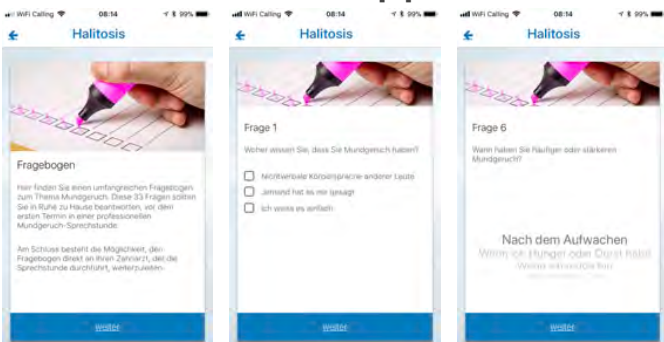 WiFi Calling 08:14 99%
Halitosis
Fragebogen
Hier finden Sie einen umfangreichen Fragebogen
zum Thema Mundgeruch. Diese 33 Fragen sollten
Sie in Ruhe zu Hause beantworten, vor dem
ersten Termin in einer professionellen
Mundgeruch-Sprechstunde.
Am Schluss besteht die Möglichkeit, den
Fragebogen direkt an Ihren Zahnarzt, der die
Sprechstunde durchführt, weiterzuleiten.
weiter
WiFi Calling 08:14 99%
Halitosis
Frage 1
Woher wissen Sie, dass Sie Mundgeruch haben?
Nichtverbale Körpersprache anderer Leute
Jemand hat es mir gesagt
Ich weiss es einfach
weiter
WiFi Calling 08:14 99%
Halitosis
Frage 6
Wann haben Sie häufiger oder stärkeren
Mundgeruch?
Nach dem Aufwachen
Wenn ich Hunger oder Durst habe
weiter